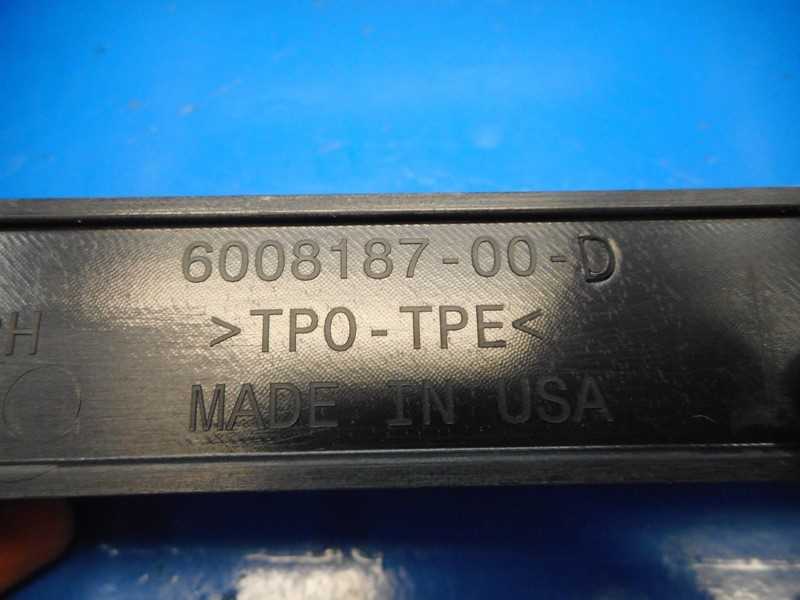 6008187-00-D
>TPO-TPE<
MADE IN USA